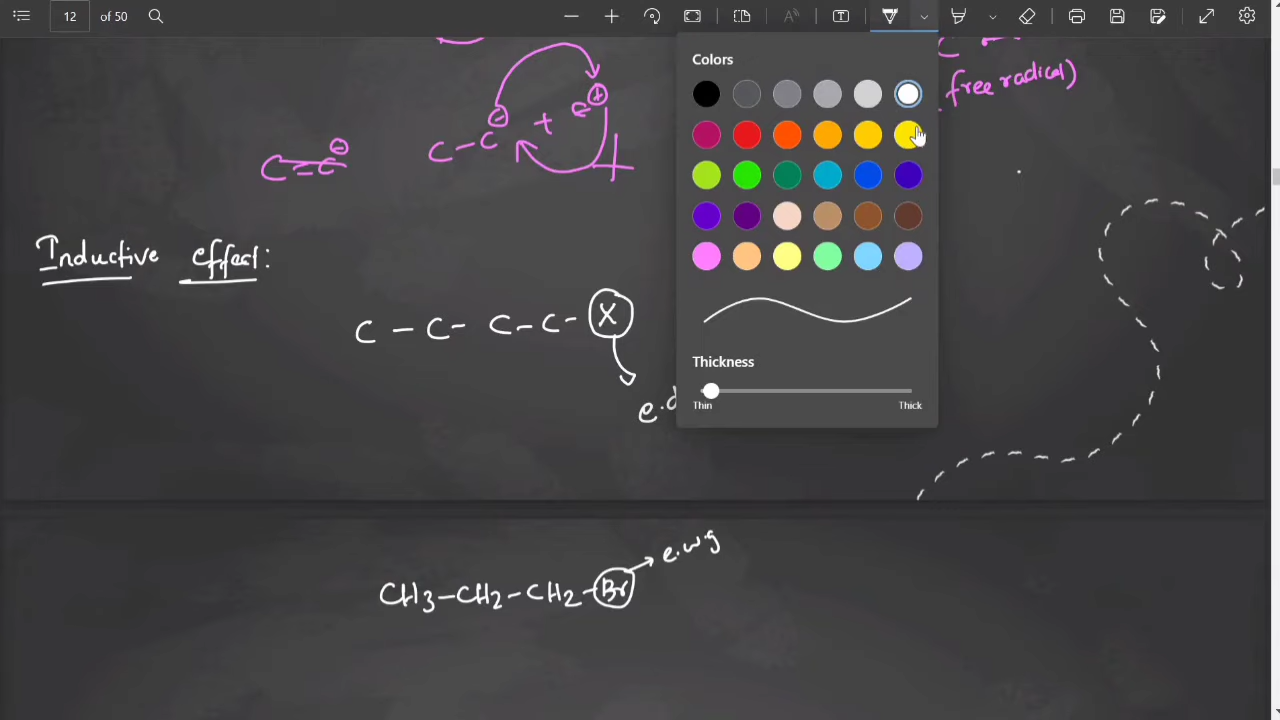 12 of 50
Colors
(free radical)
C – C⊖ + C⊕
C = C⊖
Inductive effect:
C – C – C – C – X
e.d
Thickness
Thin Thick
e.w.g
CH3–CH2–CH2–Br